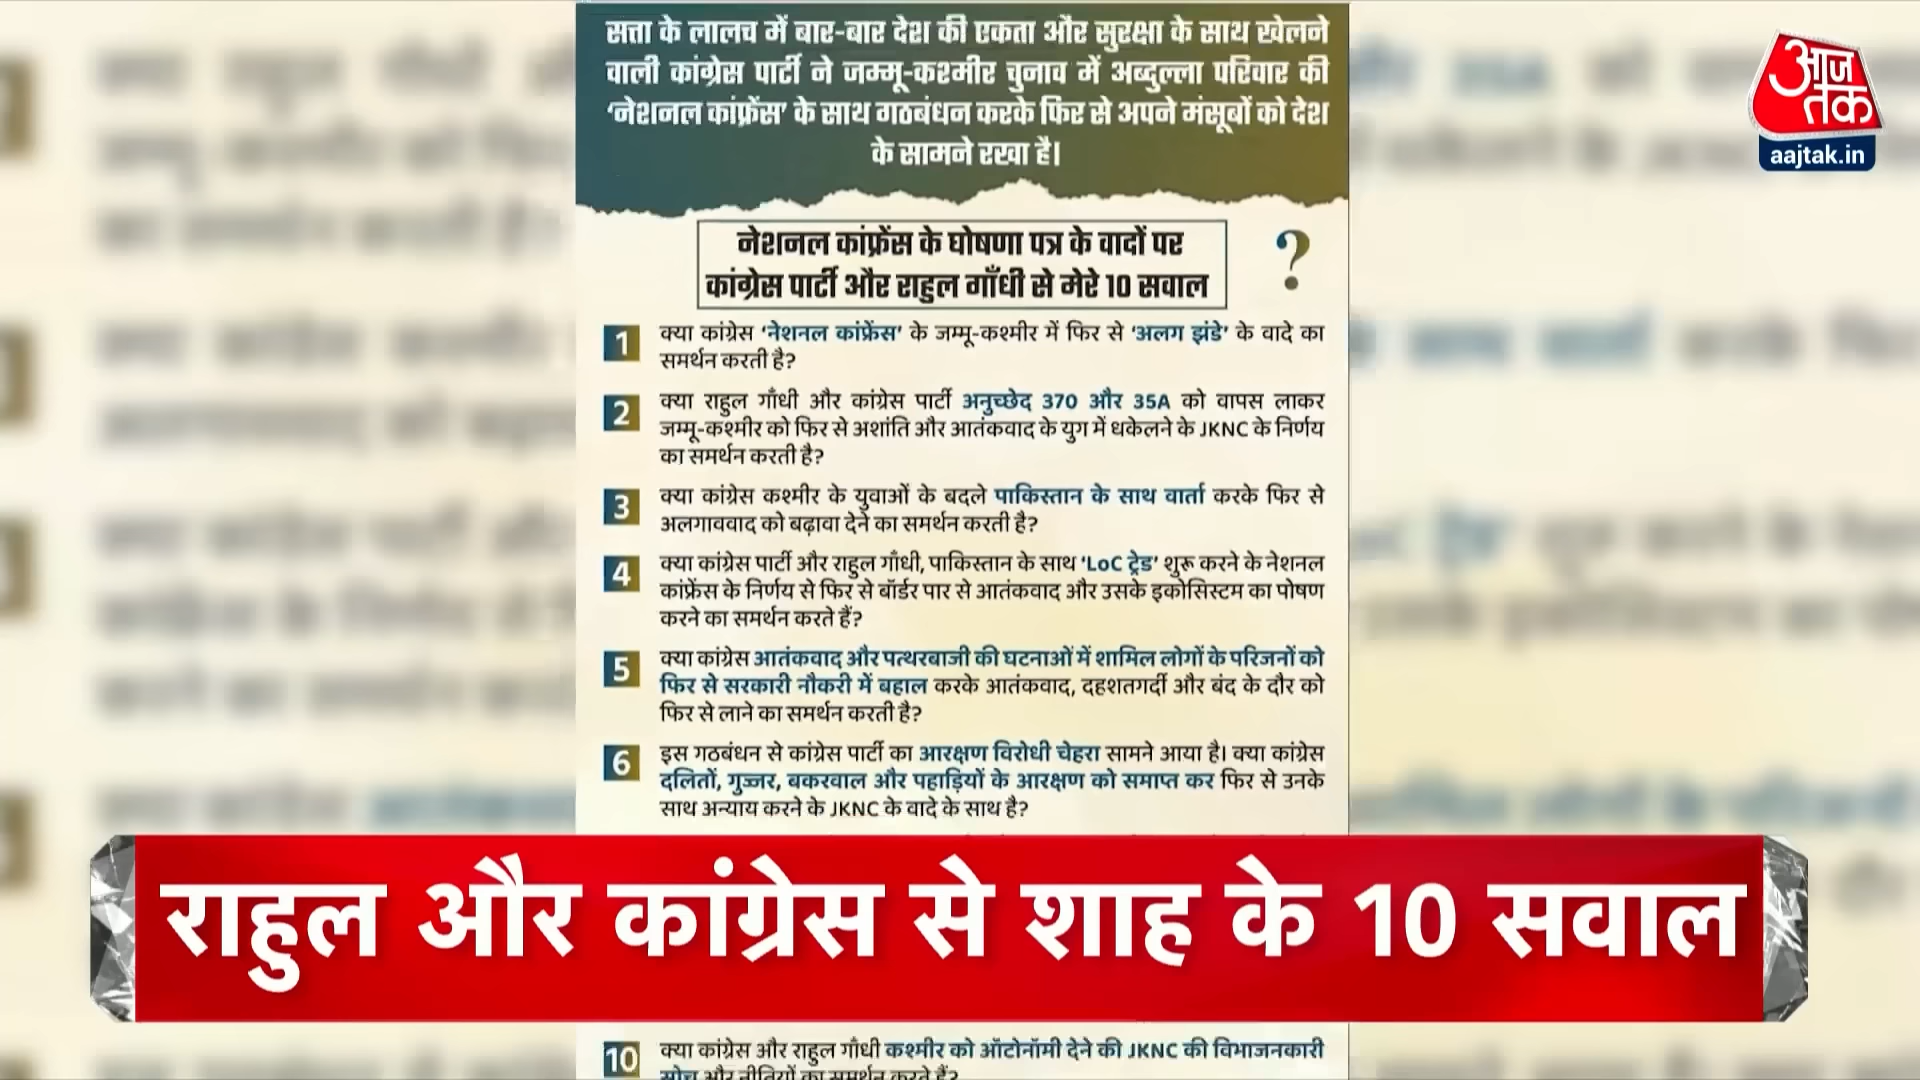 सत्ता के लालच में बार-बार देश की एकता और सुरक्षा के साथ खेलने
वाली कांग्रेस पार्टी ने जम्मू-कश्मीर चुनाव में अब्दुल्ला परिवार की
‘नेशनल कांफ्रेंस’ के साथ गठबंधन करके फिर से अपने मंसूबों को देश
के सामने रखा है।
आज
तक
aajtak.in
नेशनल कांफ्रेंस के घोषणा पत्र के वादों पर
कांग्रेस पार्टी और राहुल गाँधी से मेरे 10 सवाल
?
1 क्या कांग्रेस ‘नेशनल कांफ्रेंस’ के जम्मू-कश्मीर में फिर से ‘अलग झंडे’ के वादे का
समर्थन करती है?
2 क्या राहुल गाँधी और कांग्रेस पार्टी अनुच्छेद 370 और 35A को वापस लाकर
जम्मू-कश्मीर को फिर से अशांति और आतंकवाद के युग में धकेलने के JKNC के निर्णय
का समर्थन करती है?
3 क्या कांग्रेस कश्मीर के युवाओं के बदले पाकिस्तान के साथ वार्ता करके फिर से
अलगाववाद को बढ़ावा देने का समर्थन करती है?
4 क्या कांग्रेस पार्टी और राहुल गाँधी, पाकिस्तान के साथ ‘LoC ट्रेड’ शुरू करने के नेशनल
कांफ्रेंस के निर्णय से फिर से बॉर्डर पार से आतंकवाद और उसके इकोसिस्टम का पोषण
करने का समर्थन करते हैं?
5 क्या कांग्रेस आतंकवाद और पत्थरबाजी की घटनाओं में शामिल लोगों के परिजनों को
फिर से सरकारी नौकरी में बहाल करके आतंकवाद, दहशतगर्दी और बंद के दौर को
फिर से लाने का समर्थन करती है?
6 इस गठबंधन से कांग्रेस पार्टी का आरक्षण विरोधी चेहरा सामने आया है। क्या कांग्रेस
दलितों, गुज्जर, बकरवाल और पहाड़ियों के आरक्षण को समाप्त कर फिर से उनके
साथ अन्याय करने के JKNC के वादे के साथ है?
राहुल और कांग्रेस से शाह के 10 सवाल
10 क्या कांग्रेस और राहुल गाँधी कश्मीर को ऑटोनॉमी देने की JKNC की विभाजनकारी
सोच और नीतियों का समर्थन करते हैं?